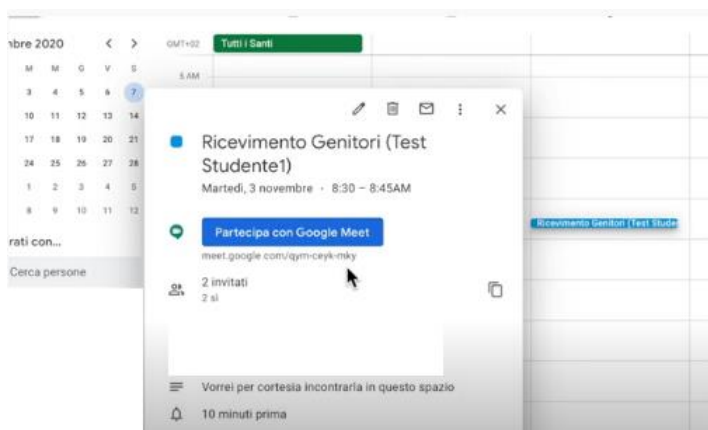 mbre 2020 < >
M M G V S
3 4 5 6 7
10 11 12 13 14
17 18 19 20 21
24 25 26 27 28
1 2 3 4 5
8 9 10 11 12
rati con...
Cerca persone
GMT+02
Tutti i Santi
5 AM
Ricevimento Genitori (Test
Studente1)
Martedì, 3 novembre · 8:30 – 8:45AM
Partecipa con Google Meet
meet.google.com/qym-ceyk-mky
2 invitati
2 sì
Vorrei per cortesia incontrarla in questo spazio
10 minuti prima
Ricevimento Genitori (Test Stude